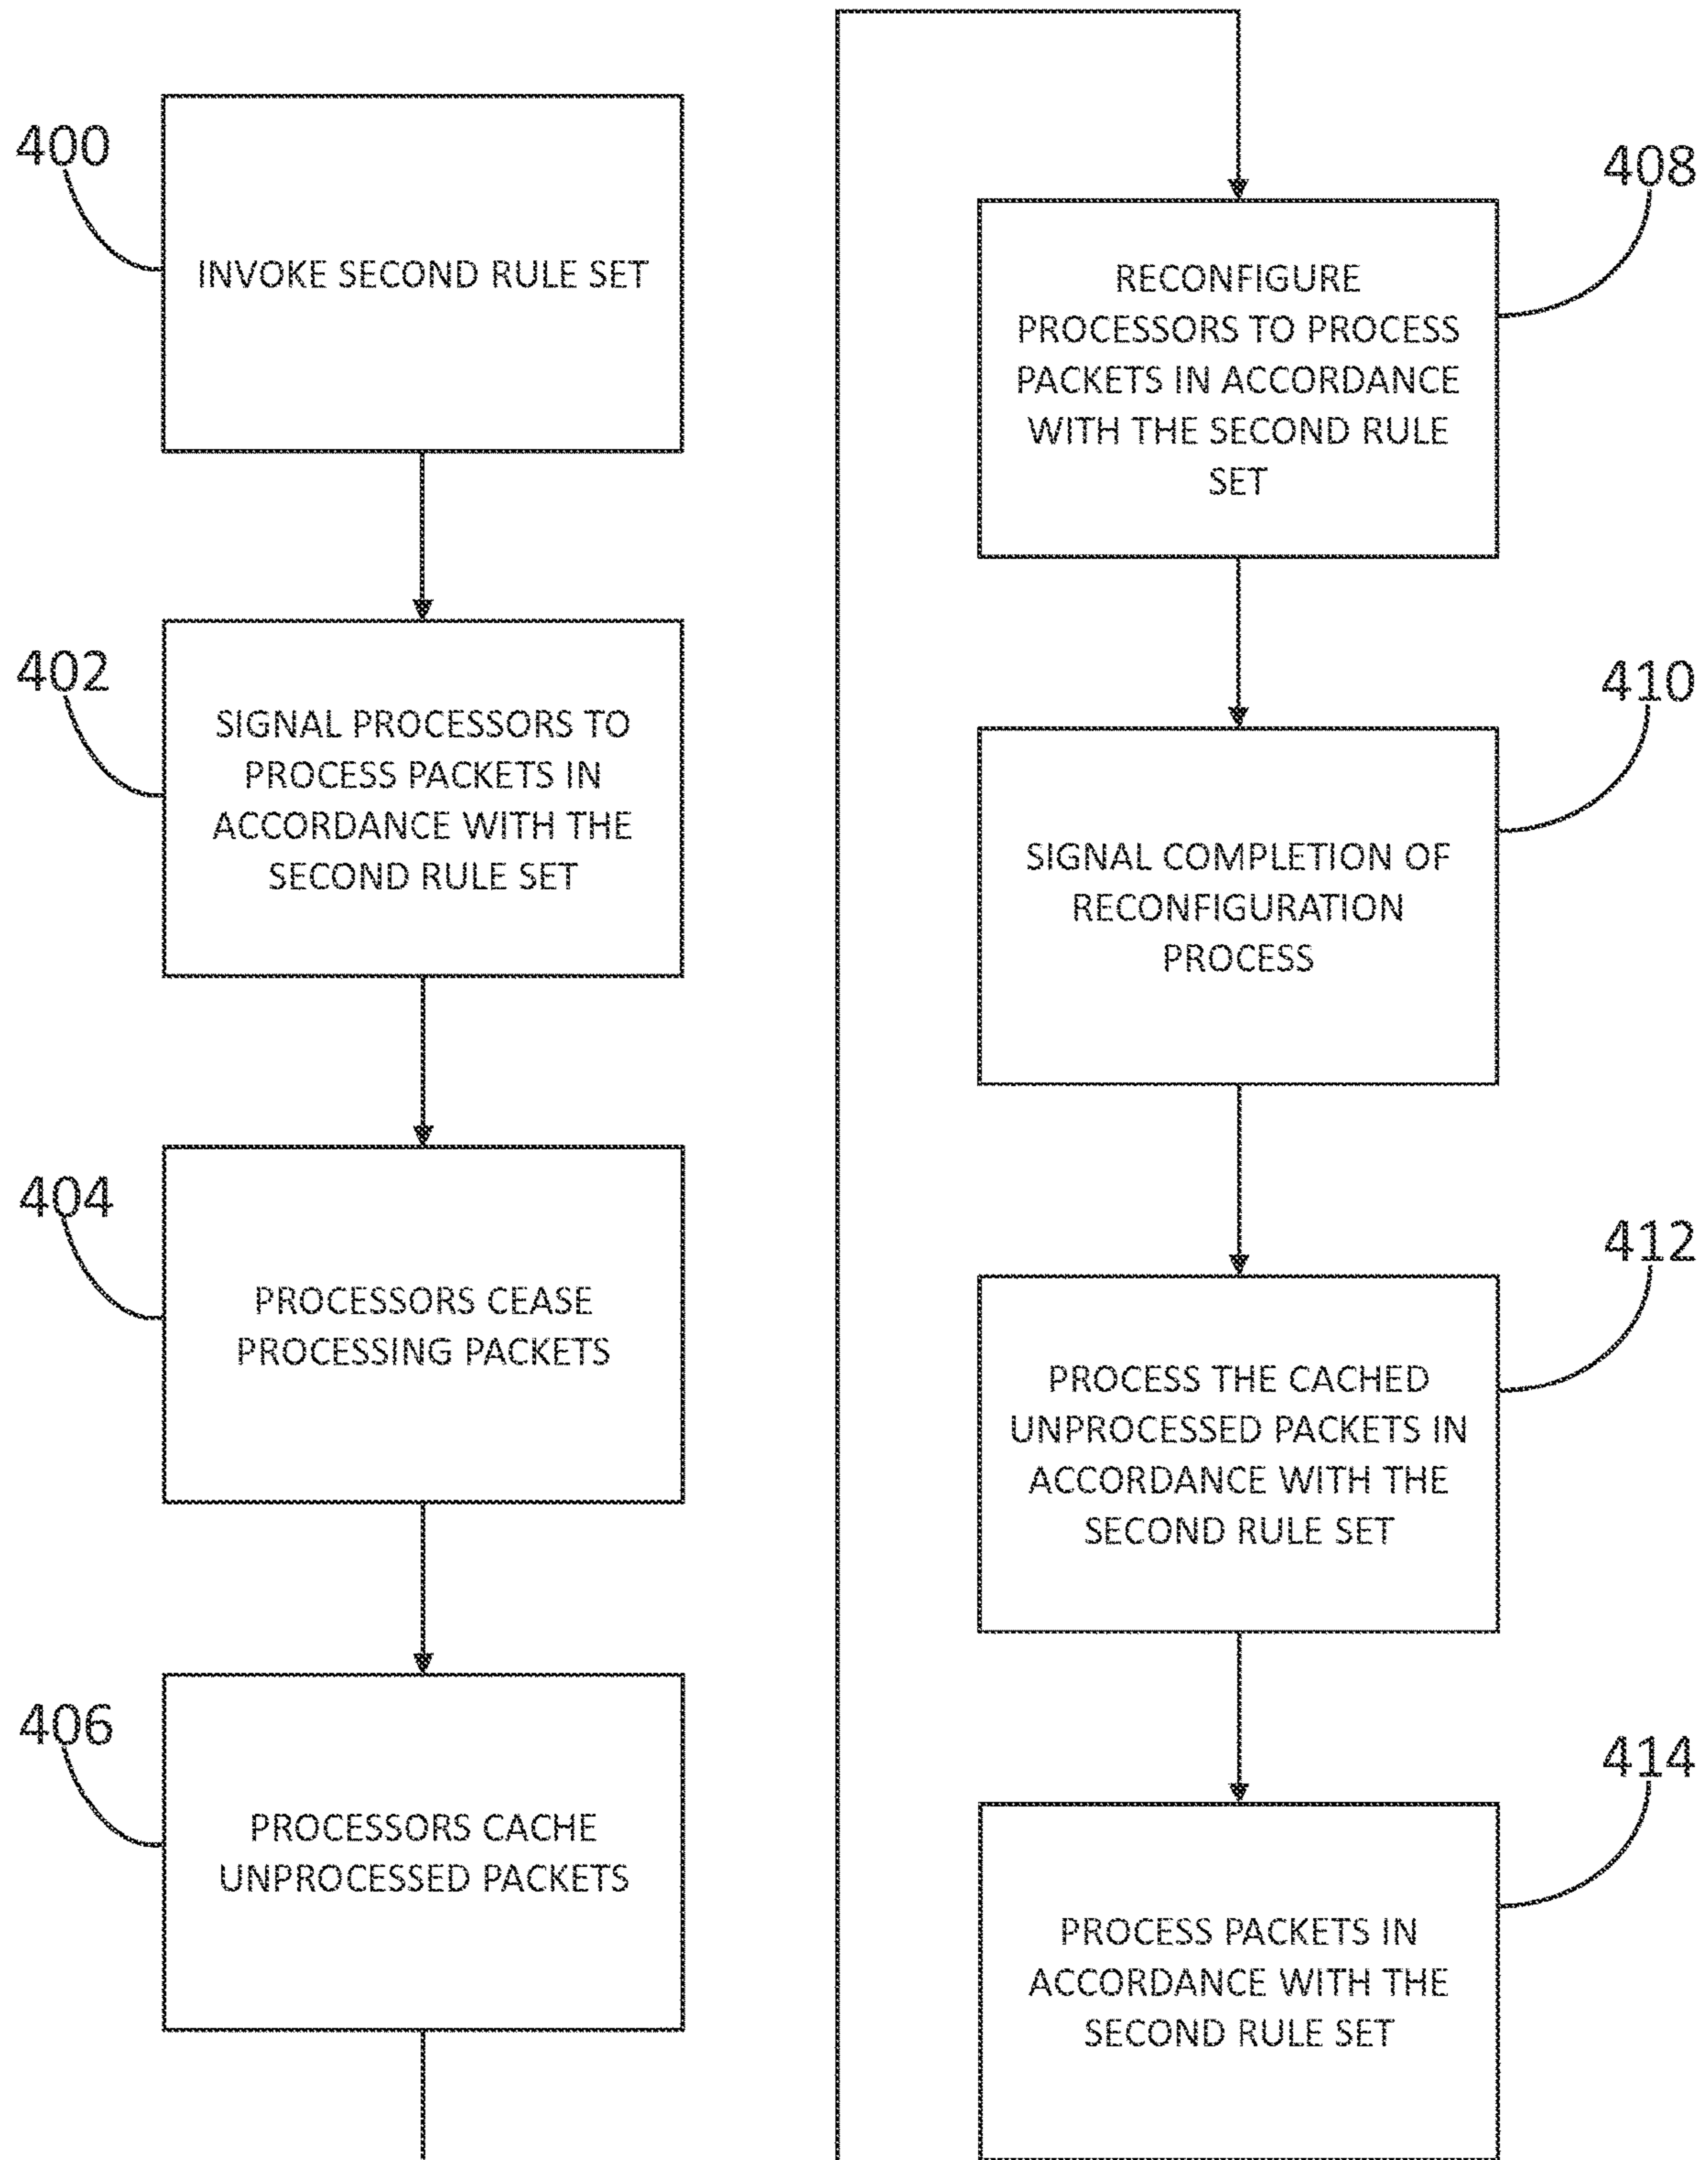 400
INVOKE SECOND RULE SET
402
SIGNAL PROCESSORS TO
PROCESS PACKETS IN
ACCORDANCE WITH THE
SECOND RULE SET
404
PROCESSORS CEASE
PROCESSING PACKETS
406
PROCESSORS CACHE
UNPROCESSED PACKETS
408
RECONFIGURE
PROCESSORS TO PROCESS
PACKETS IN ACCORDANCE
WITH THE SECOND RULE
SET
410
SIGNAL COMPLETION OF
RECONFIGURATION
PROCESS
412
PROCESS THE CACHED
UNPROCESSED PACKETS IN
ACCORDANCE WITH THE
SECOND RULE SET
414
PROCESS PACKETS IN
ACCORDANCE WITH THE
SECOND RULE SET